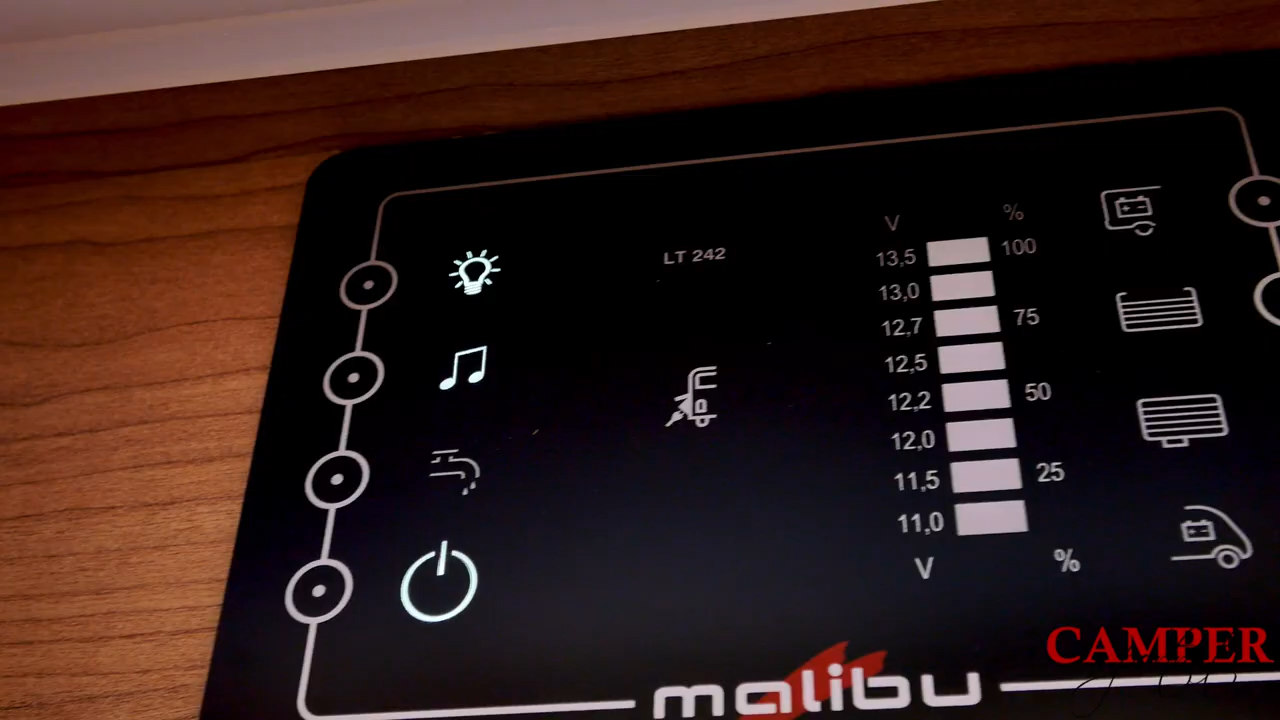 LT 242
V %
13,5 100
13,0
12,7 75
12,5
12,2 50
12,0
11,5 25
11,0
V %
malibu
CAMPER